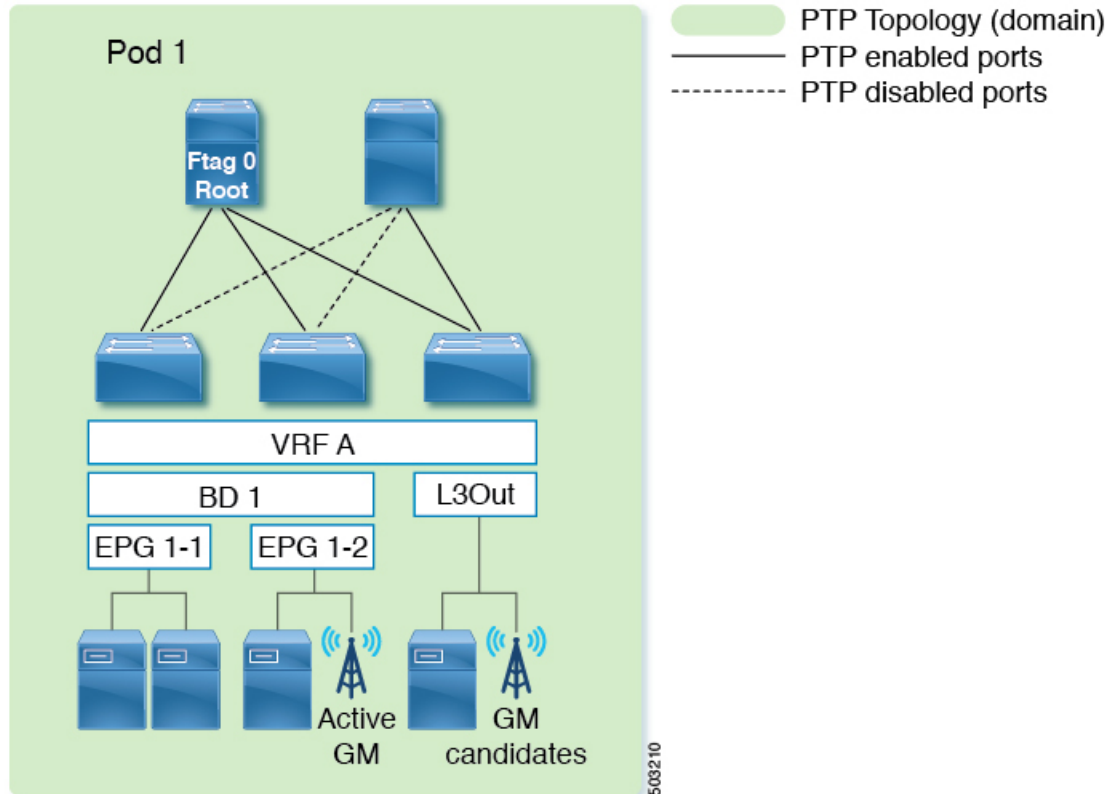 Pod 1
PTP Topology (domain)
PTP enabled ports
PTP disabled ports
Ftag 0
Root
VRF A
BD 1
L3Out
EPG 1-1
EPG 1-2
Active
GM
GM
candidates
503210